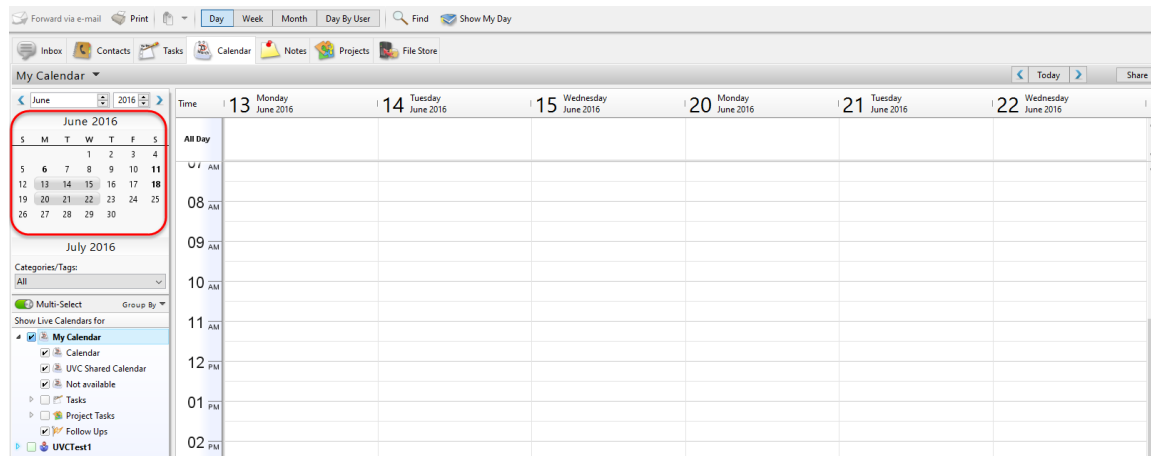 Forward via e-mail Print Day Week Month Day By User Find Show My Day
Inbox Contacts Tasks Calendar Notes Projects File Store
My Calendar Today Share
June 2016 Time 13 Monday June 2016 14 Tuesday June 2016 15 Wednesday June 2016 20 Monday June 2016 21 Tuesday June 2016 22 Wednesday June 2016
June 2016
S M T W T F S All Day
1 2 3 4
5 6 7 8 9 10 11 07 AM
12 13 14 15 16 17 18
19 20 21 22 23 24 25 08 AM
26 27 28 29 30
July 2016 09 AM
Categories/Tags:
All 10 AM
Multi-Select Group By
Show Live Calendars for 11 AM
My Calendar
Calendar
UVC Shared Calendar 12 PM
Not available
Tasks 01 PM
Project Tasks
Follow Ups
UVCTest1 02 PM